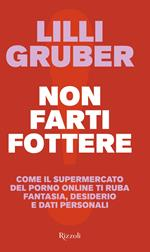 LILLI
GRUBER
NON
FARTI
FOTTERE
COME IL SUPERMERCATO
DEL PORNO ONLINE TI RUBA
FANTASIA, DESIDERIO
E DATI PERSONALI
Rizzoli